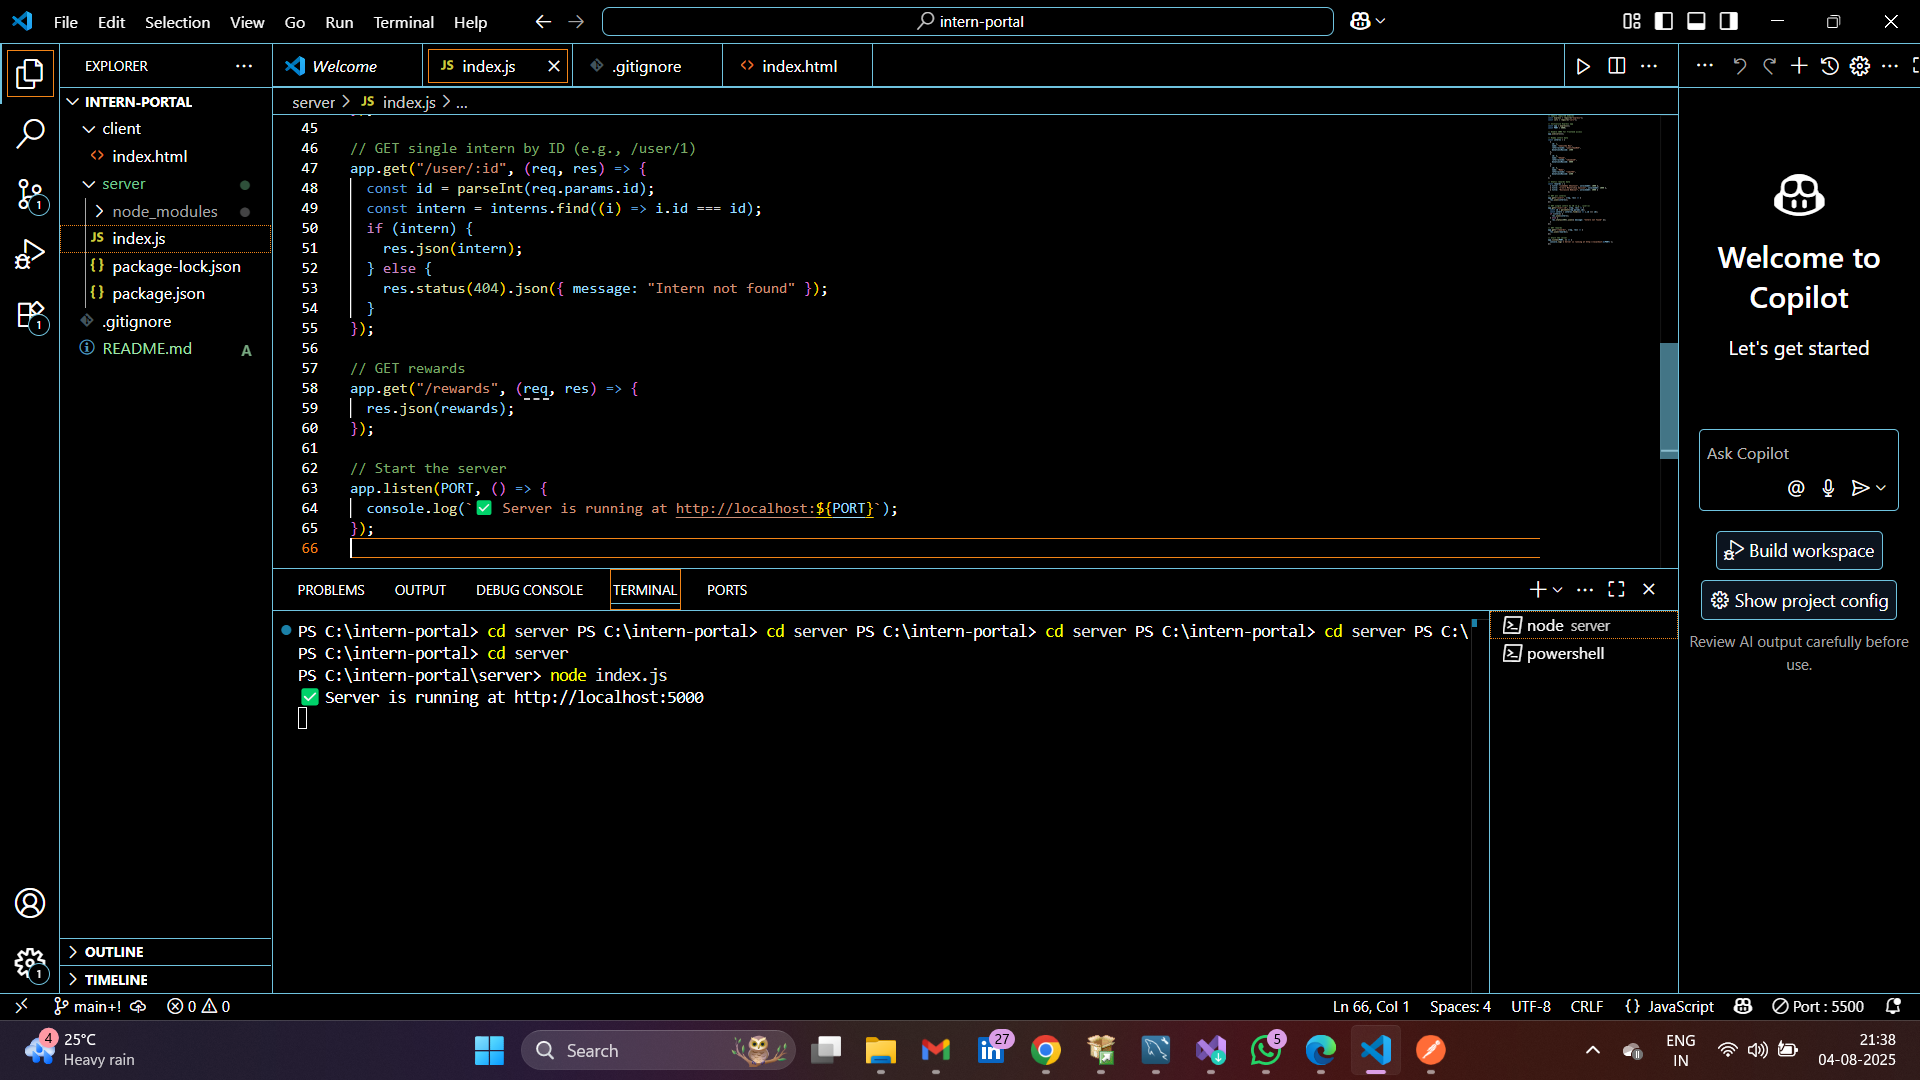 File Edit Selection View Go Run Terminal Help
intern-portal
EXPLORER
Welcome
JS index.js
.gitignore
<> index.html
INTERN-PORTAL
client
<> index.html
server
node_modules
JS index.js
{} package-lock.json
{} package.json
.gitignore
README.md A
1
1
server > JS index.js > ...
45
46 // GET single intern by ID (e.g., /user/1)
47 app.get("/user/:id", (req, res) => {
48 const id = parseInt(req.params.id);
49 const intern = interns.find((i) => i.id === id);
50 if (intern) {
51 res.json(intern);
52 } else {
53 res.status(404).json({ message: "Intern not found" });
54 }
55 });
56
57 // GET rewards
58 app.get("/rewards", (req, res) => {
59 res.json(rewards);
60 });
61
62 // Start the server
63 app.listen(PORT, () => {
64 console.log(`✅ Server is running at http://localhost:${PORT}`);
65 });
66
Welcome to
Copilot
Let's get started
Ask Copilot
@
Build workspace
Show project config
Review AI output carefully before
use.
PROBLEMS OUTPUT DEBUG CONSOLE TERMINAL PORTS
PS C:\intern-portal> cd server PS C:\intern-portal> cd server PS C:\intern-portal> cd server PS C:\intern-portal> cd server PS C:\
PS C:\intern-portal> cd server
PS C:\intern-portal\server> node index.js
✅ Server is running at http://localhost:5000
node server
powershell
OUTLINE
TIMELINE
1
main+! 0 0
Ln 66, Col 1 Spaces: 4 UTF-8 CRLF {} JavaScript Port : 5500
4
25°C
Heavy rain
Search
27
in
5
ENG
IN
21:38
04-08-2025